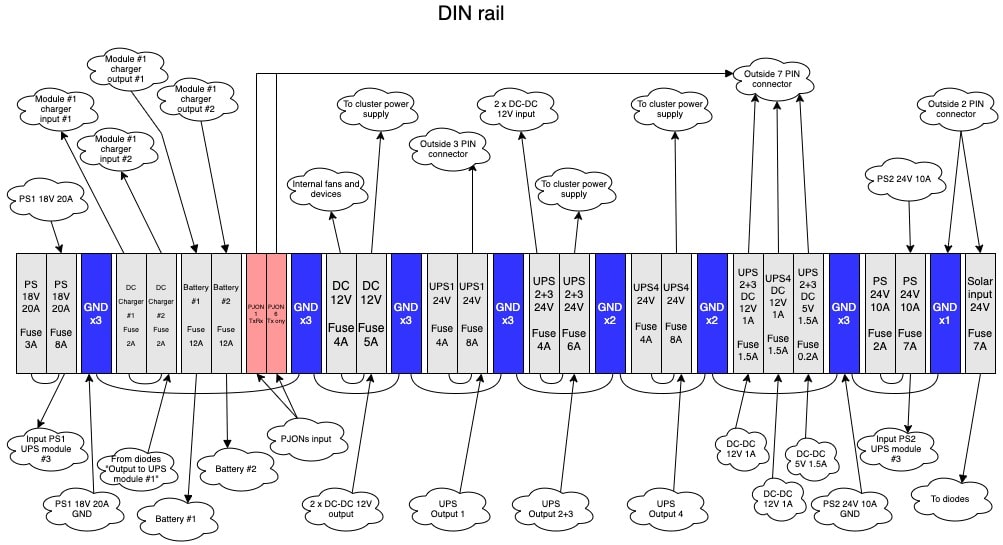 DIN rail
Module #1
charger
output #1
Module #1
charger
input #1
Module #1
charger
output #2
Module #1
charger
input #2
PS1 18V 20A
To cluster power
supply
Outside 3 PIN
connector
2 x DC-DC
12V input
Internal fans and
devices
To cluster power
supply
To cluster power
supply
Outside 7 PIN
connector
Outside 2 PIN
connector
PS2 24V 10A
PS
18V
20A
Fuse
3A
PS
18V
20A
Fuse
8A
GND
x3
DC
Charger
#1
Fuse
2A
DC
Charger
#2
Fuse
2A
Battery
#1
Fuse
12A
Battery
#2
Fuse
12A
PJON
1
TxRx
PJON
6
Tx ony
GND
x3
DC
12V
Fuse
4A
DC
12V
Fuse
5A
GND
x3
UPS1
24V
Fuse
4A
UPS1
24V
Fuse
8A
GND
x3
UPS
2+3
24V
Fuse
4A
UPS
2+3
24V
Fuse
6A
GND
x2
UPS4
24V
Fuse
4A
UPS4
24V
Fuse
8A
GND
x2
UPS
2+3
DC
12V
1A
Fuse
1.5A
UPS4
DC
12V
1A
Fuse
1.5A
UPS
2+3
DC
5V
1.5A
Fuse
0.2A
GND
x3
PS
24V
10A
Fuse
2A
PS
24V
10A
Fuse
7A
GND
x1
Solar
input
24V
Fuse
7A
Input PS1
UPS module
#3
PS1 18V 20A
GND
From diodes
"Output to UPS
module #1"
Battery #1
Battery #2
PJONs input
2 x DC-DC 12V
output
UPS
Output 1
UPS
Output 2+3
UPS
Output 4
DC-DC
12V 1A
DC-DC
12V 1A
DC-DC
5V 1.5A
PS2 24V 10A
GND
Input PS2
UPS module
#3
To diodes